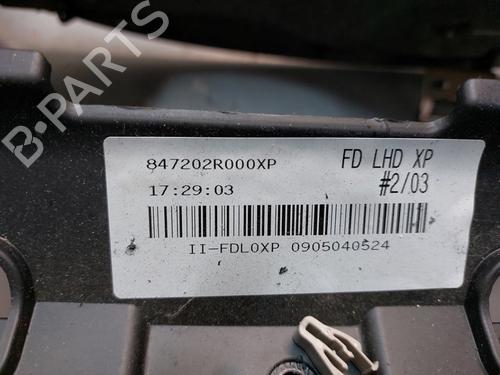 B-PARTS
847202R000XP
FD LHD XP
17:29:03
#2/03
II-FDL0XP 0905040524